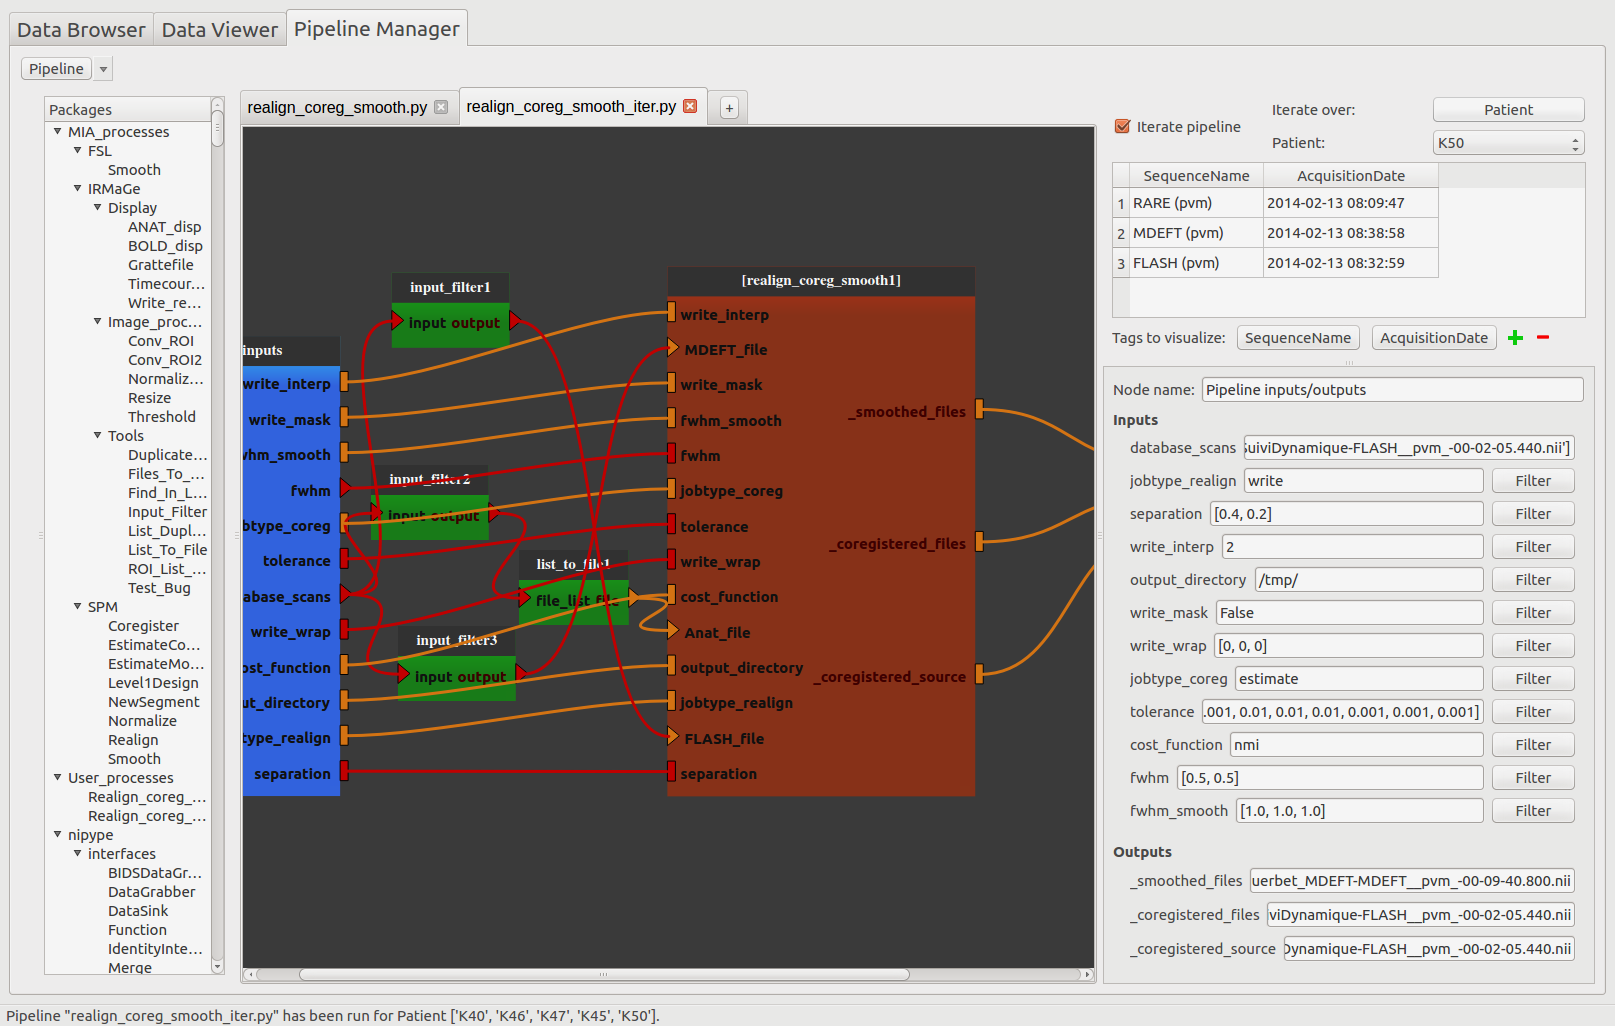 Data Browser
Data Viewer
Pipeline Manager
Pipeline
Packages
MIA_processes
FSL
Smooth
IRMaGe
Display
ANAT_disp
BOLD_disp
Grattefile
Timecour...
Write_re...
Image_proc...
Conv_ROI
Conv_ROI2
Normaliz...
Resize
Threshold
Tools
Duplicate...
Files_To_...
Find_In_L...
Input_Filter
List_Dupl...
List_To_File
ROI_List_...
Test_Bug
SPM
Coregister
EstimateCo...
EstimateMo...
Level1Design
NewSegment
Normalize
Realign
Smooth
User_processes
Realign_coreg_...
Realign_coreg_...
nipype
interfaces
BIDSDataGr...
DataGrabber
DataSink
Function
IdentityInte...
Merge
realign_coreg_smooth.py
realign_coreg_smooth_iter.py
+
inputs
write_interp
write_mask
vhm_smooth
fwhm
btype_coreg
tolerance
abase_scans
write_wrap
ost_function
ut_directory
type_realign
separation
input_filter1
input output
input_filter2
input output
list_to_file1
file_list file
input_filter3
input output
[realign_coreg_smooth1]
write_interp
MDEFT_file
write_mask
fwhm_smooth
fwhm
jobtype_coreg
tolerance
write_wrap
cost_function
Anat_file
output_directory
jobtype_realign
FLASH_file
separation
_smoothed_files
_coregistered_files
_coregistered_source
Iterate pipeline
Iterate over:
Patient
Patient:
K50
SequenceName AcquisitionDate
1 RARE (pvm) 2014-02-13 08:09:47
2 MDEFT (pvm) 2014-02-13 08:38:58
3 FLASH (pvm) 2014-02-13 08:32:59
Tags to visualize: SequenceName AcquisitionDate
Node name: Pipeline inputs/outputs
Inputs
database_scans uiviDynamique-FLASH__pvm_-00-02-05.440.nii']
jobtype_realign write Filter
separation [0.4, 0.2] Filter
write_interp 2 Filter
output_directory /tmp/ Filter
write_mask False Filter
write_wrap [0, 0, 0] Filter
jobtype_coreg estimate Filter
tolerance .001, 0.01, 0.01, 0.01, 0.001, 0.001, 0.001] Filter
cost_function nmi Filter
fwhm [0.5, 0.5] Filter
fwhm_smooth [1.0, 1.0, 1.0] Filter
Outputs
_smoothed_files uerbet_MDEFT-MDEFT__pvm_-00-09-40.800.nii
_coregistered_files viDynamique-FLASH__pvm_-00-02-05.440.nii
_coregistered_source Dynamique-FLASH__pvm_-00-02-05.440.nii
Pipeline "realign_coreg_smooth_iter.py" has been run for Patient ['K40', 'K46', 'K47', 'K45', 'K50'].